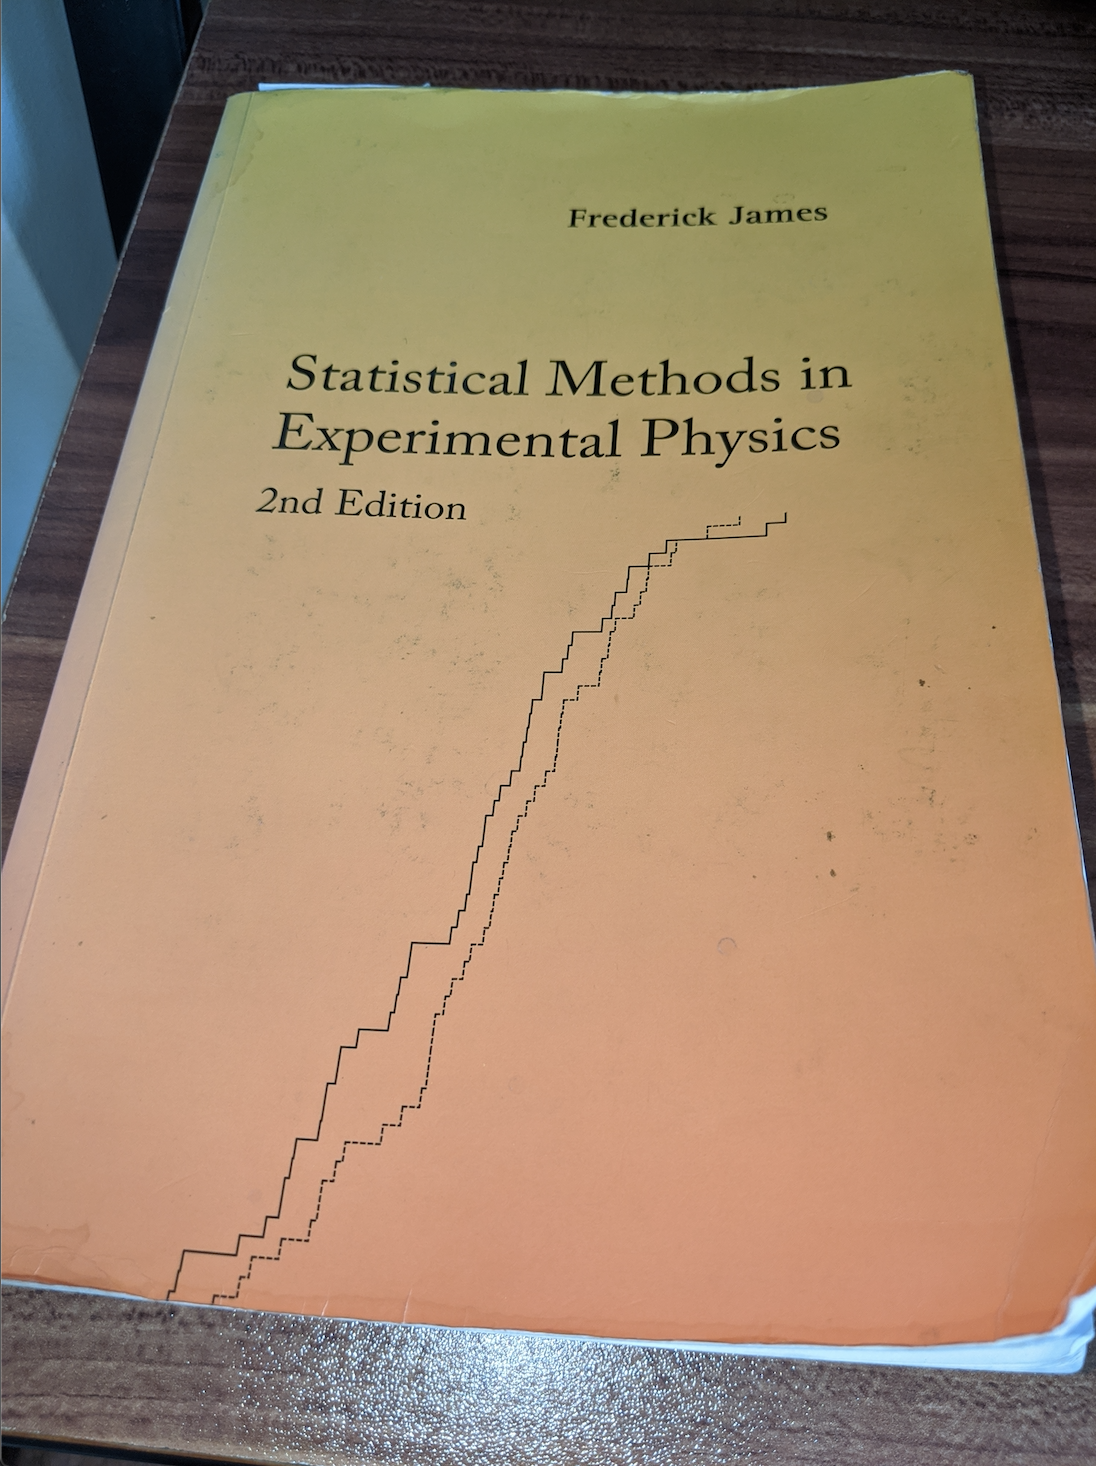 Frederick James
Statistical Methods in
Experimental Physics
2nd Edition